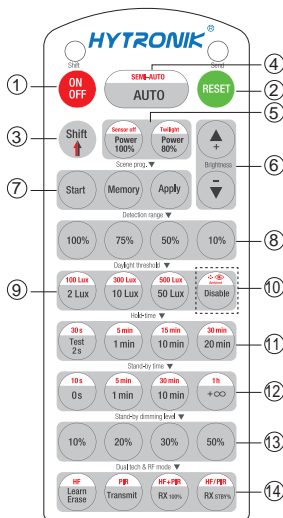 HYTRONIK®
Shift
Send
① ON OFF
SEMI-AUTO ④
AUTO
RESET ②
⑤
③ Shift
Sensor off Twilight
Power 100% Power 80%
+
Brightness ⑥
−
Scene prog. ▼
⑦ Start Memory Apply
Detection range ▼
100% 75% 50% 10% ⑧
Daylight threshold ▼
100 Lux 300 Lux 500 Lux Ambient
⑨ 2 Lux 10 Lux 50 Lux Disable ⑩
Hold-time ▼
30 s 5 min 15 min 30 min
Test 2s 1 min 10 min 20 min ⑪
Stand-by time ▼
10 s 5 min 30 min 1h
0 s 1 min 10 min +∞ ⑫
Stand-by dimming level ▼
10% 20% 30% 50% ⑬
Dual tech & RF mode ▼
HF PIR HF+PIR HF/PIR
Learn Erase Transmit RX 100% RX STBY% ⑭